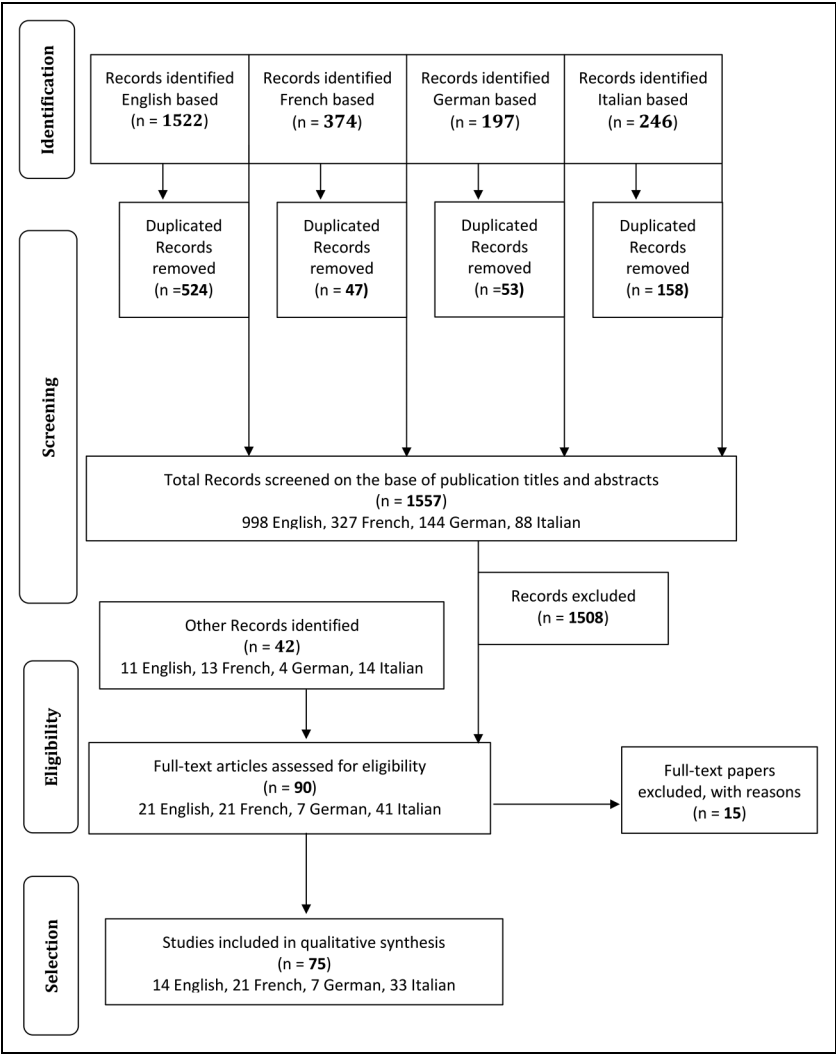 Identification
Records identified
English based
(n = 1522)
Records identified
French based
(n = 374)
Records identified
German based
(n = 197)
Records identified
Italian based
(n = 246)
Screening
Duplicated
Records
removed
(n =524)
Duplicated
Records
removed
(n = 47)
Duplicated
Records
removed
(n =53)
Duplicated
Records
removed
(n = 158)
Total Records screened on the base of publication titles and abstracts
(n = 1557)
998 English, 327 French, 144 German, 88 Italian
Records excluded
(n = 1508)
Other Records identified
(n = 42)
11 English, 13 French, 4 German, 14 Italian
Eligibility
Full-text articles assessed for eligibility
(n = 90)
21 English, 21 French, 7 German, 41 Italian
Full-text papers
excluded, with reasons
(n = 15)
Selection
Studies included in qualitative synthesis
(n = 75)
14 English, 21 French, 7 German, 33 Italian